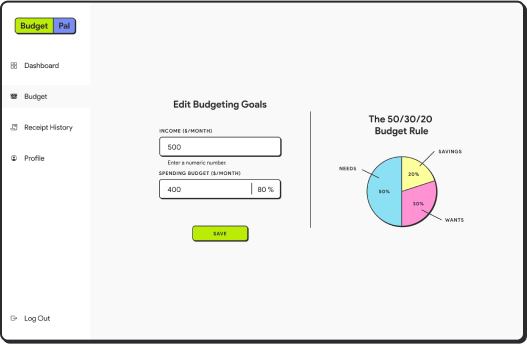 Budget Pal
Dashboard
Budget
Receipt History
Profile
Log Out
Edit Budgeting Goals
INCOME ($/MONTH)
500
Enter a numeric number.
SPENDING BUDGET ($/MONTH)
400 80 %
SAVE
The 50/30/20
Budget Rule
SAVINGS
NEEDS
20%
50%
30%
WANTS